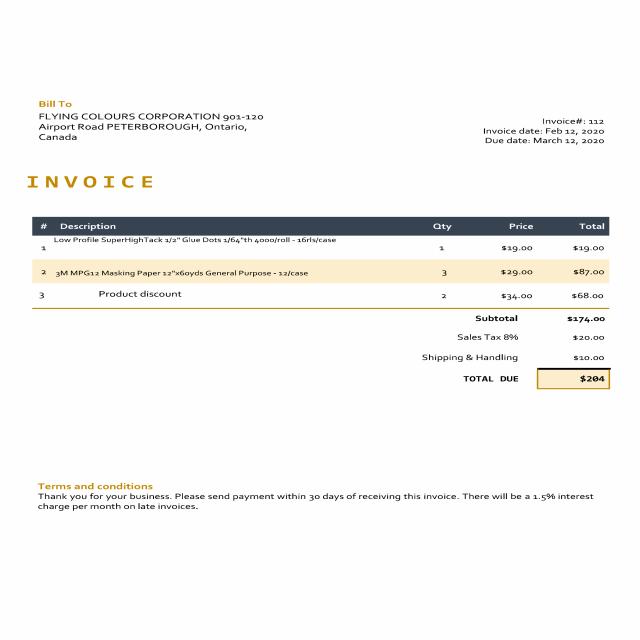 Bill To
FLYING COLOURS CORPORATION 901-120
Airport Road PETERBOROUGH, Ontario,
Canada
Invoice#: 112
Invoice date: Feb 12, 2020
Due date: March 12, 2020
INVOICE
# Description Qty Price Total
1 Low Profile SuperHighTack 1/2" Glue Dots 1/64"th 4000/roll - 16rls/case 1 $19.00 $19.00
2 3M MPG12 Masking Paper 12"x60yds General Purpose - 12/case 3 $29.00 $87.00
3 Product discount 2 $34.00 $68.00
Subtotal $174.00
Sales Tax 8% $20.00
Shipping & Handling $10.00
TOTAL DUE $204
Terms and conditions
Thank you for your business. Please send payment within 30 days of receiving this invoice. There will be a 1.5% interest
charge per month on late invoices.